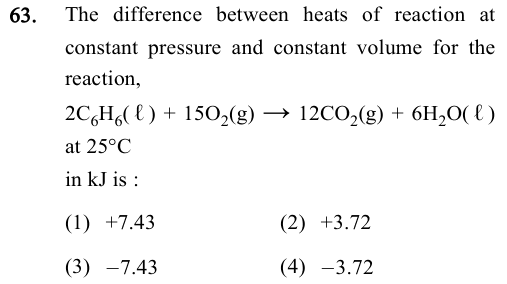 63. The difference between heats of reaction at
constant pressure and constant volume for the
reaction,
2C₆H₆(ℓ) + 15O₂(g) ⟶ 12CO₂(g) + 6H₂O(ℓ)
at 25°C
in kJ is :
(1) +7.43 (2) +3.72
(3) −7.43 (4) −3.72